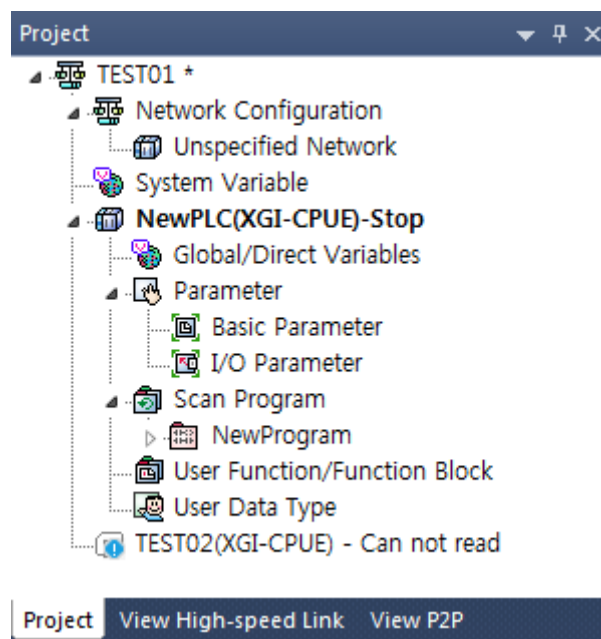 Project
TEST01 *
Network Configuration
Unspecified Network
System Variable
NewPLC(XGI-CPUE)-Stop
Global/Direct Variables
Parameter
Basic Parameter
I/O Parameter
Scan Program
NewProgram
User Function/Function Block
User Data Type
TEST02(XGI-CPUE) - Can not read
Project View High-speed Link View P2P